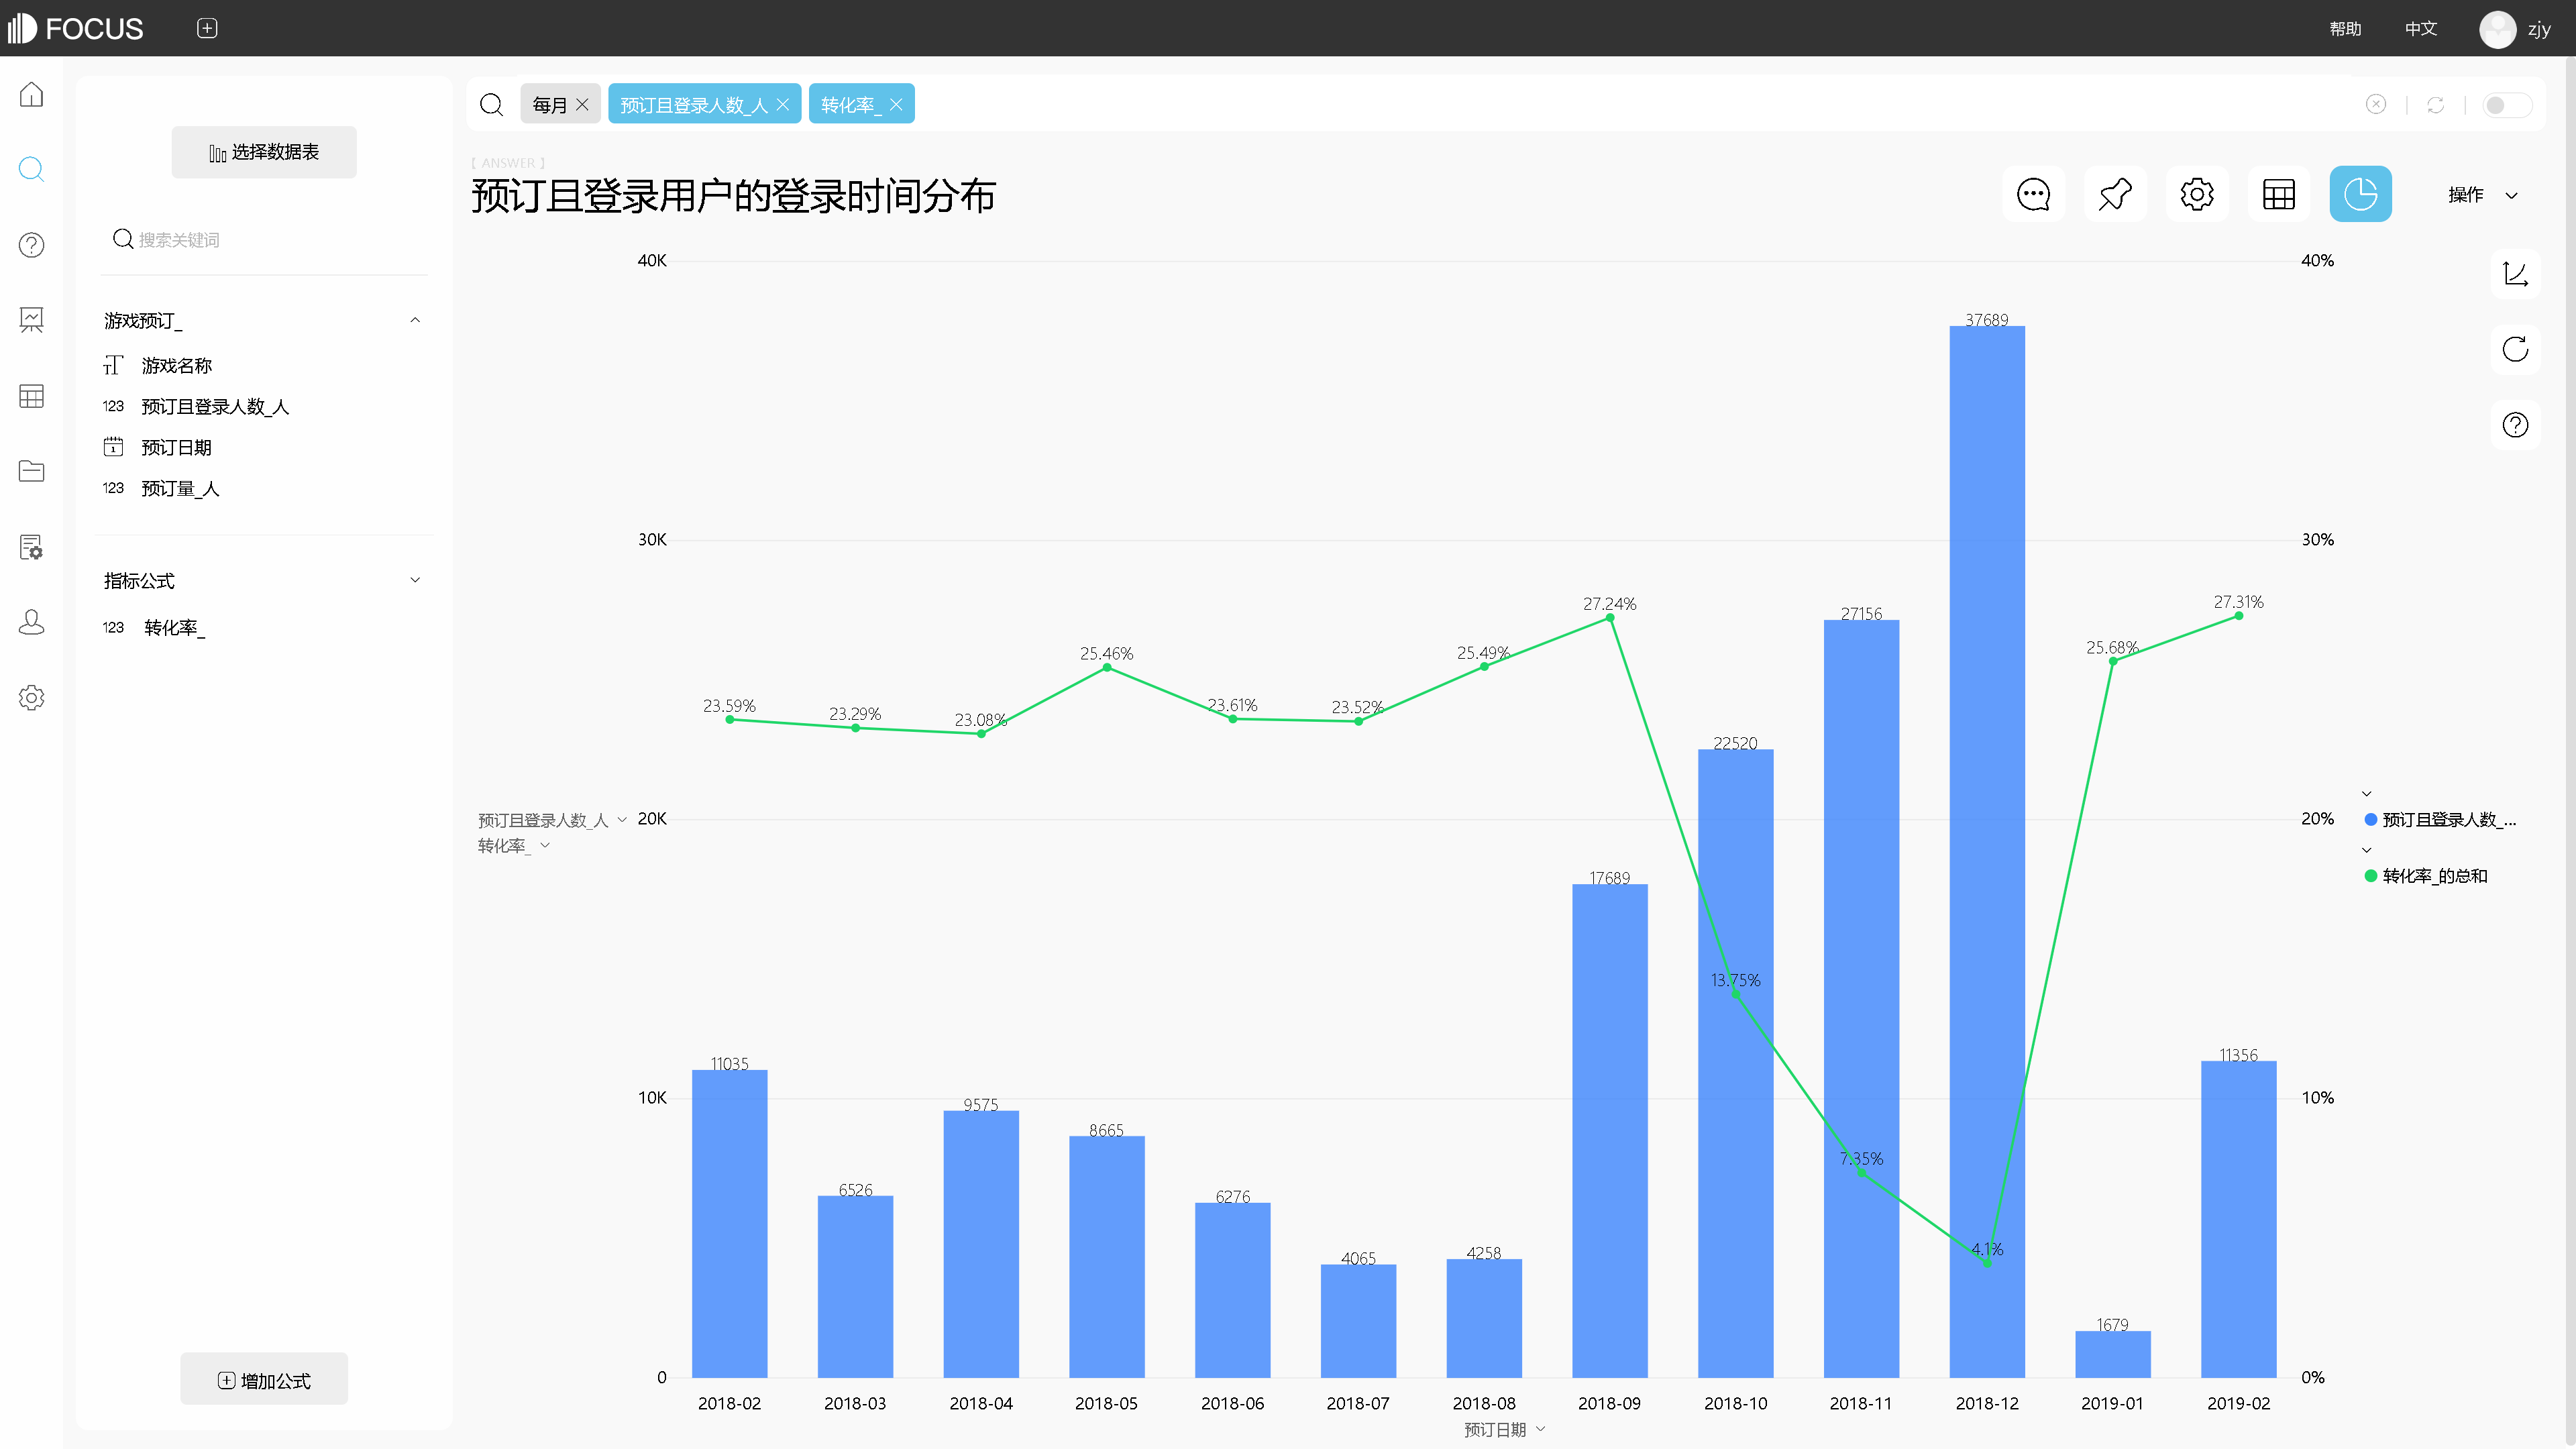 FOCUS
帮助 中文 zjy
选择数据表
搜索关键词
游戏预订_
游戏名称
123 预订且登录人数_人
预订日期
123 预订量_人
指标公式
123 转化率_
增加公式
每月 预订且登录人数_人 转化率_
【 ANSWER 】
预订且登录用户的登录时间分布
操作
40K 40%
37689
30K 30%
27.24% 27156 27.31%
25.46% 25.49% 25.68%
23.59% 23.29% 23.08% 23.61% 23.52%
22520
预订且登录人数_人 20K 20% 预订且登录人数_...
转化率_ 转化率_的总和
17689
13.75%
11035 11356
10K 10%
9575
8665
7.35%
6526 6276
4065 4258 4.1%
1679
0 0%
2018-02 2018-03 2018-04 2018-05 2018-06 2018-07 2018-08 2018-09 2018-10 2018-11 2018-12 2019-01 2019-02
预订日期